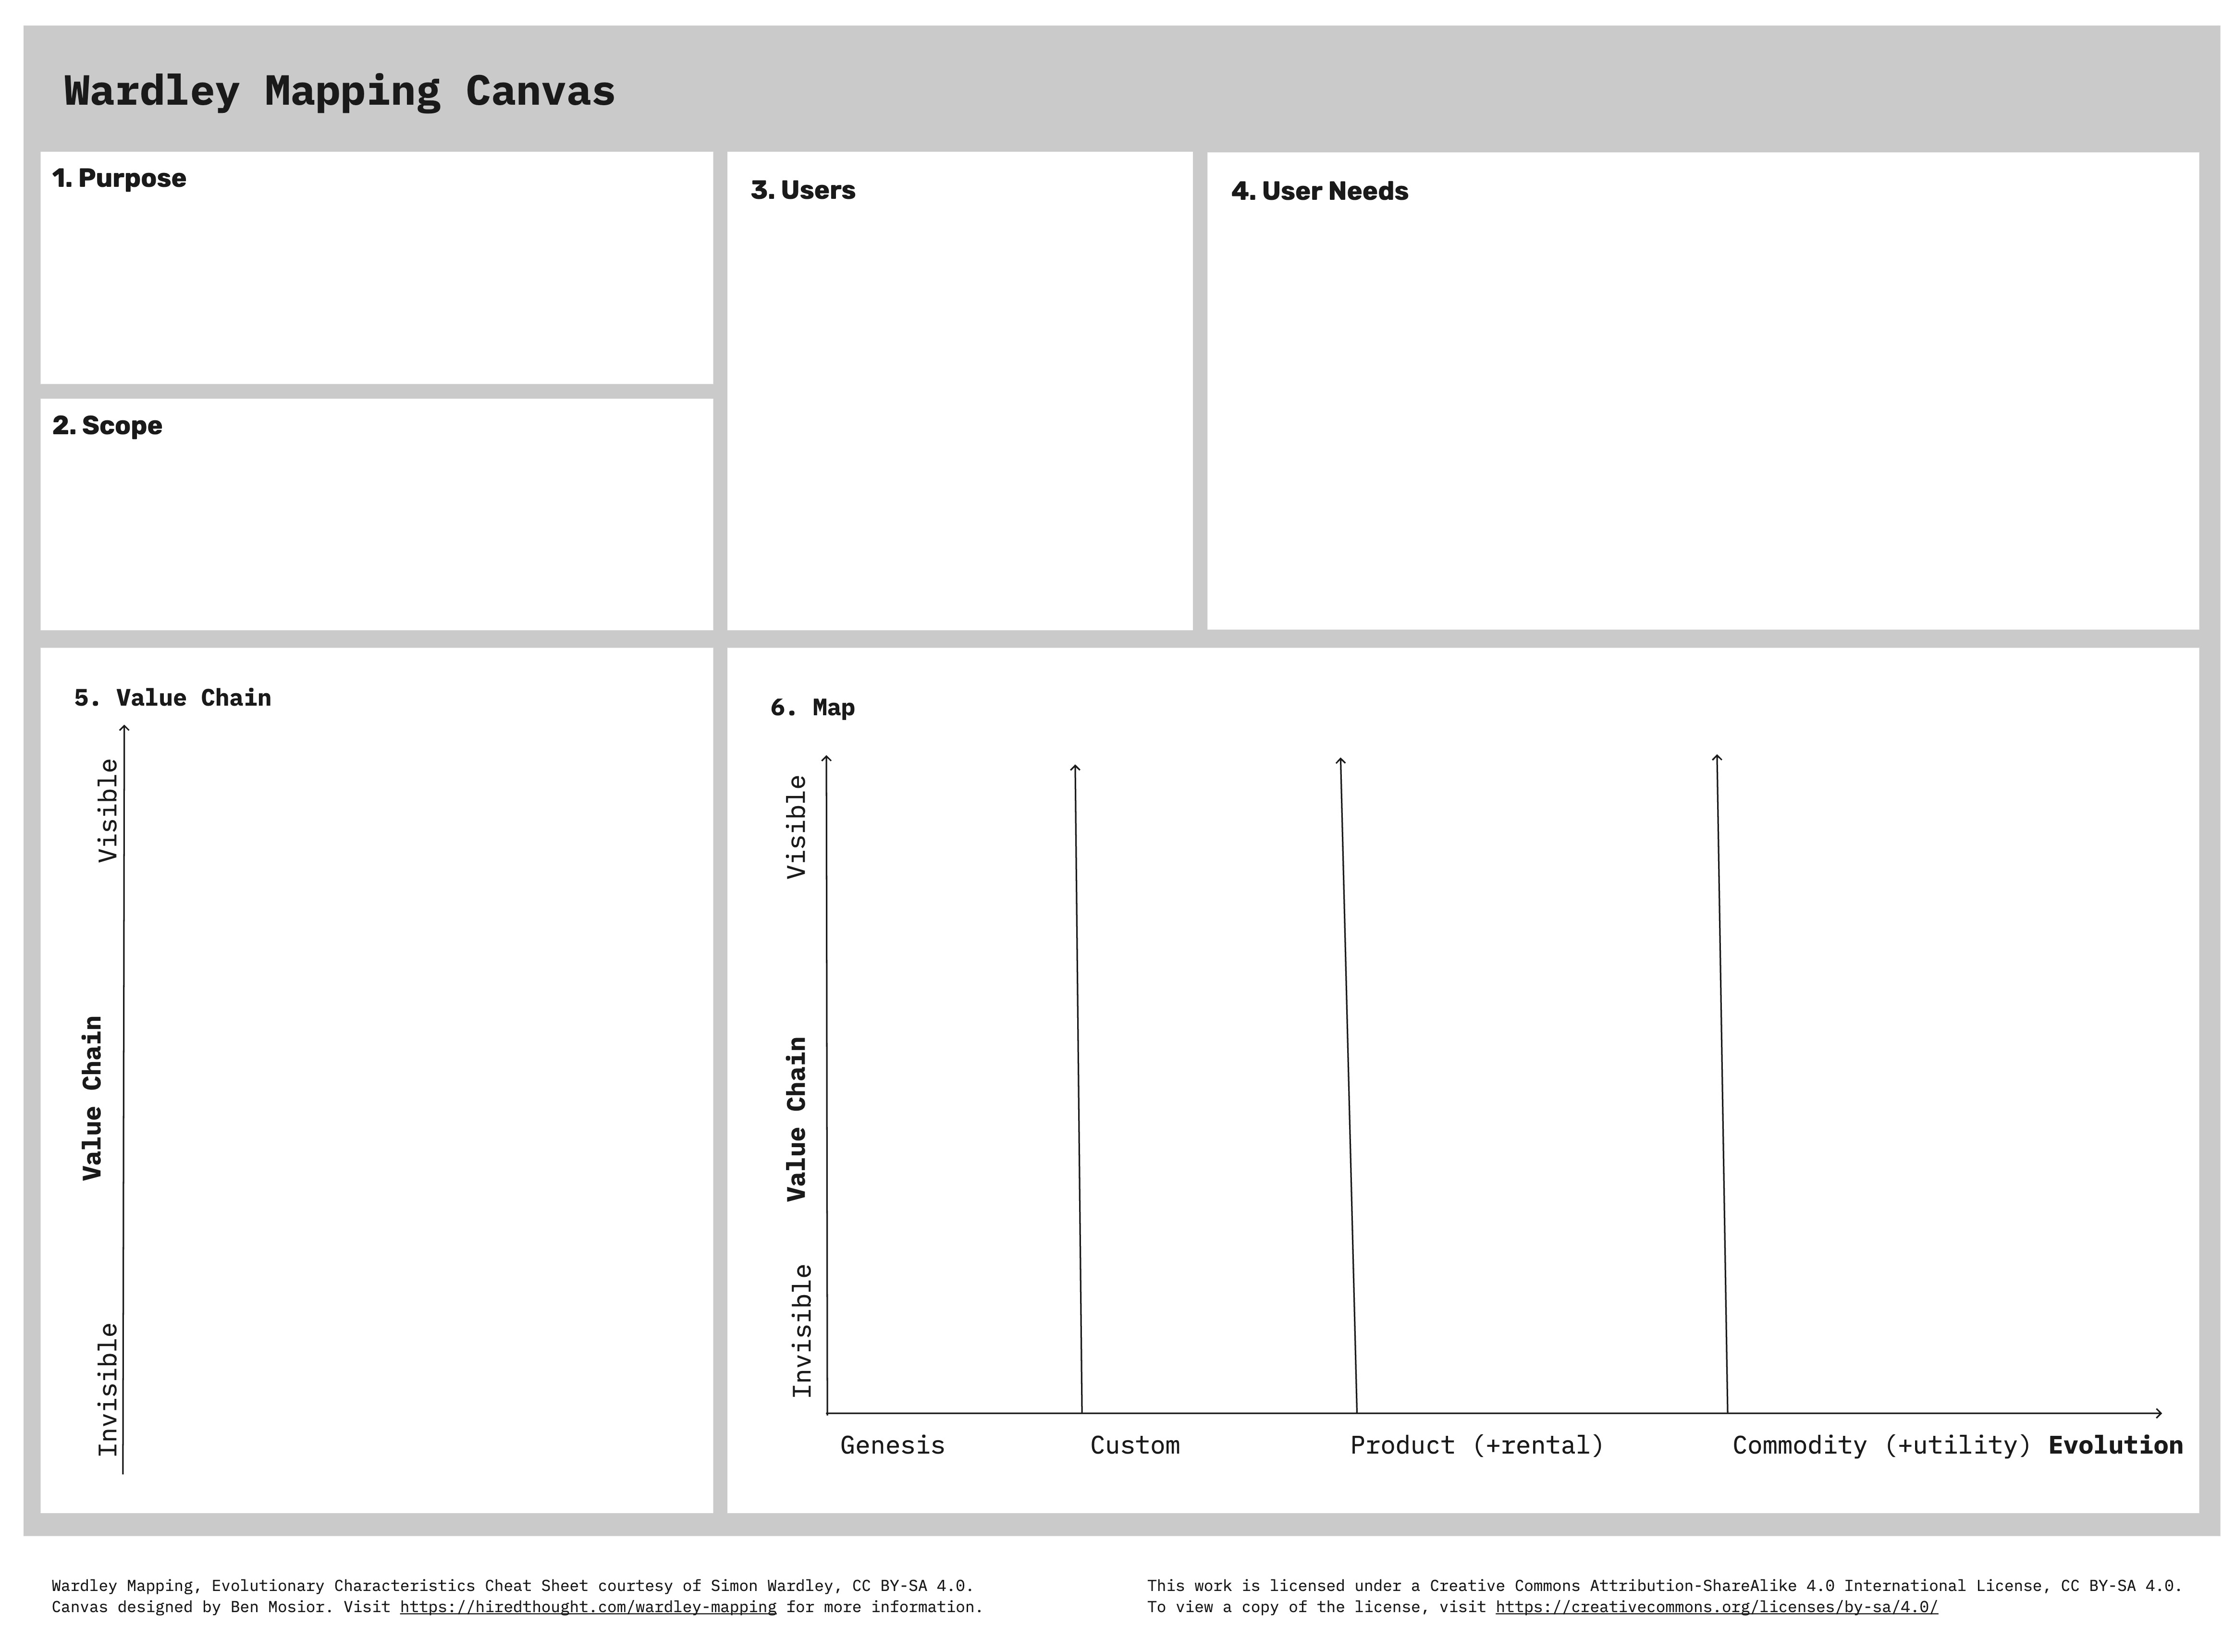 Wardley Mapping Canvas
1. Purpose
2. Scope
3. Users
4. User Needs
5. Value Chain
Visible
Value Chain
Invisible
6. Map
Visible
Value Chain
Invisible
Genesis
Custom
Product (+rental)
Commodity (+utility)
Evolution
Wardley Mapping, Evolutionary Characteristics Cheat Sheet courtesy of Simon Wardley, CC BY-SA 4.0.
Canvas designed by Ben Mosior. Visit https://hiredthought.com/wardley-mapping for more information.
This work is licensed under a Creative Commons Attribution-ShareAlike 4.0 International License, CC BY-SA 4.0.
To view a copy of the license, visit https://creativecommons.org/licenses/by-sa/4.0/